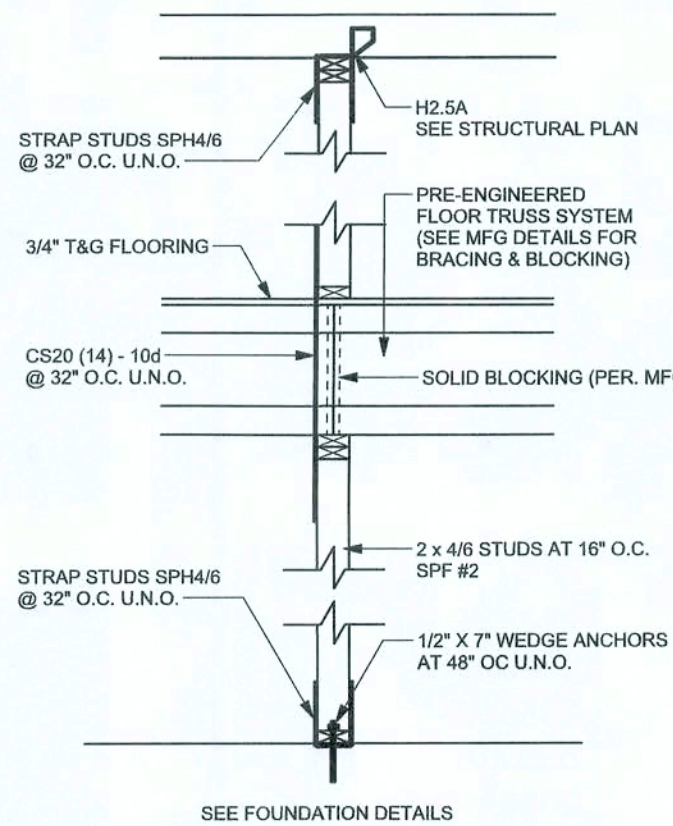 H2.5A
SEE STRUCTURAL PLAN
STRAP STUDS SPH4/6
@ 32" O.C. U.N.O.
PRE-ENGINEERED
FLOOR TRUSS SYSTEM
(SEE MFG DETAILS FOR
BRACING & BLOCKING)
3/4" T&G FLOORING
CS20 (14) - 10d
@ 32" O.C. U.N.O.
SOLID BLOCKING (PER. MF
2 x 4/6 STUDS AT 16" O.C.
SPF #2
STRAP STUDS SPH4/6
@ 32" O.C. U.N.O.
1/2" X 7" WEDGE ANCHORS
AT 48" OC U.N.O.
SEE FOUNDATION DETAILS